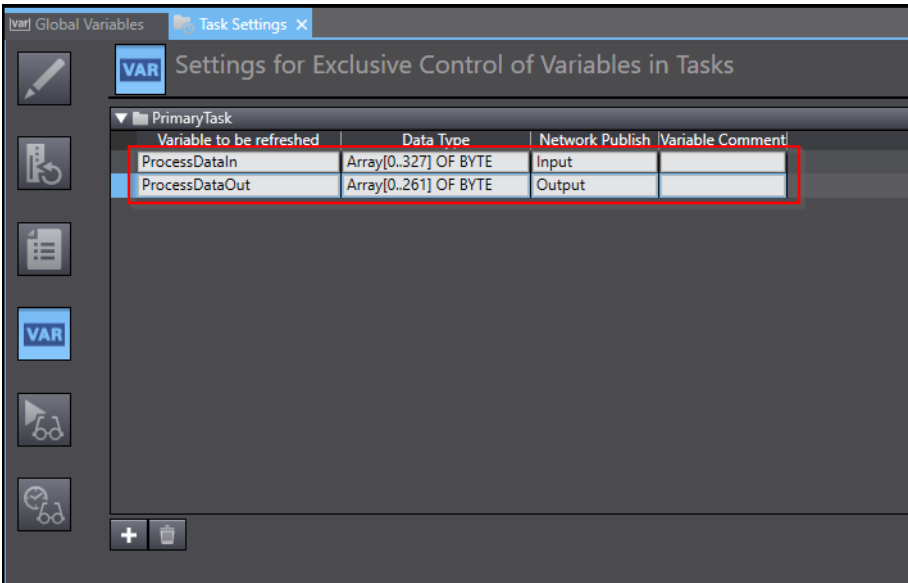 var Global Variables Task Settings
VAR Settings for Exclusive Control of Variables in Tasks
PrimaryTask
Variable to be refreshed Data Type Network Publish Variable Comment
ProcessDataIn Array[0..327] OF BYTE Input
ProcessDataOut Array[0..261] OF BYTE Output
VAR